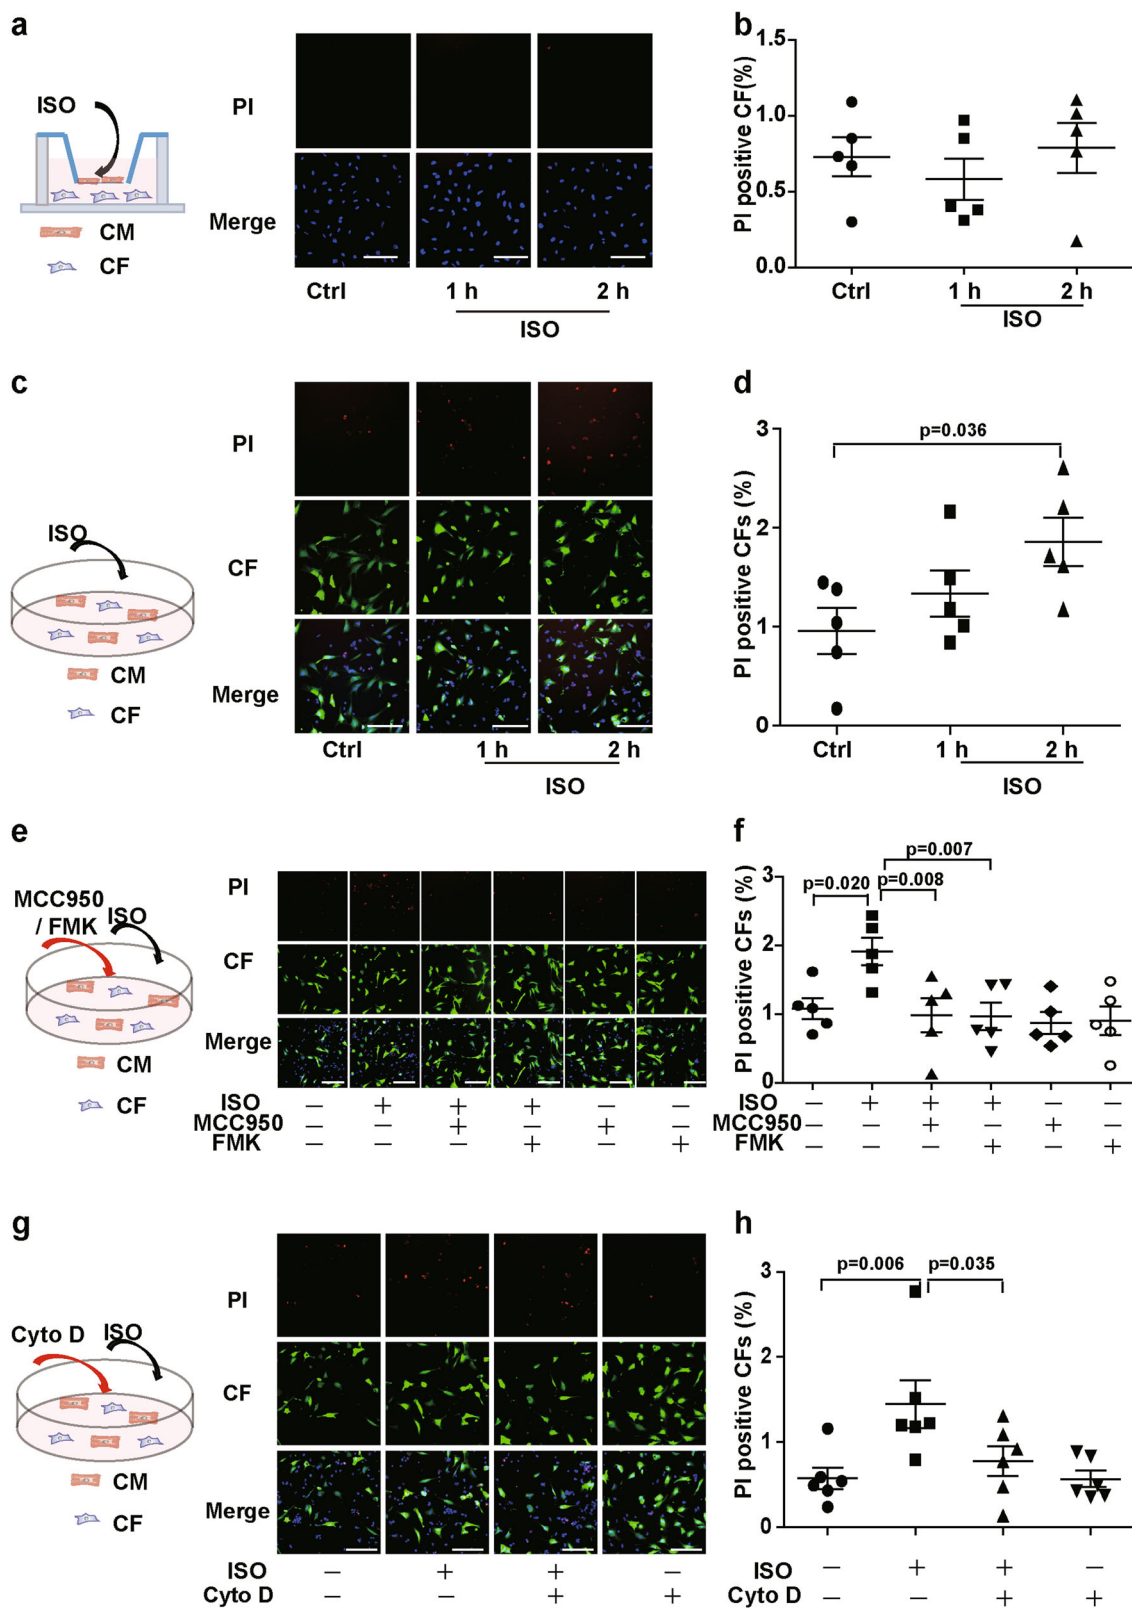 a
ISO
CM
CF
PI
Merge
Ctrl 1 h 2 h
ISO
b
PI positive CF(%)
1.5
1.0
0.5
0.0
Ctrl 1 h 2 h
ISO
c
ISO
CM
CF
PI
CF
Merge
Ctrl 1 h 2 h
ISO
d
PI positive CFs (%)
3
2
1
0
p=0.036
Ctrl 1 h 2 h
ISO
e
MCC950
/ FMK ISO
CM
CF
PI
CF
Merge
ISO − + + + − −
MCC950 − − + − + −
FMK − − − + − +
f
PI positive CFs (%)
3
2
1
0
p=0.007
p=0.020 p=0.008
ISO − + + + − −
MCC950 − − + − + −
FMK − − − + − +
g
Cyto D ISO
CM
CF
PI
CF
Merge
ISO − + + −
Cyto D − − + +
h
PI positive CFs (%)
3
2
1
0
p=0.006 p=0.035
ISO − + + −
Cyto D − − + +